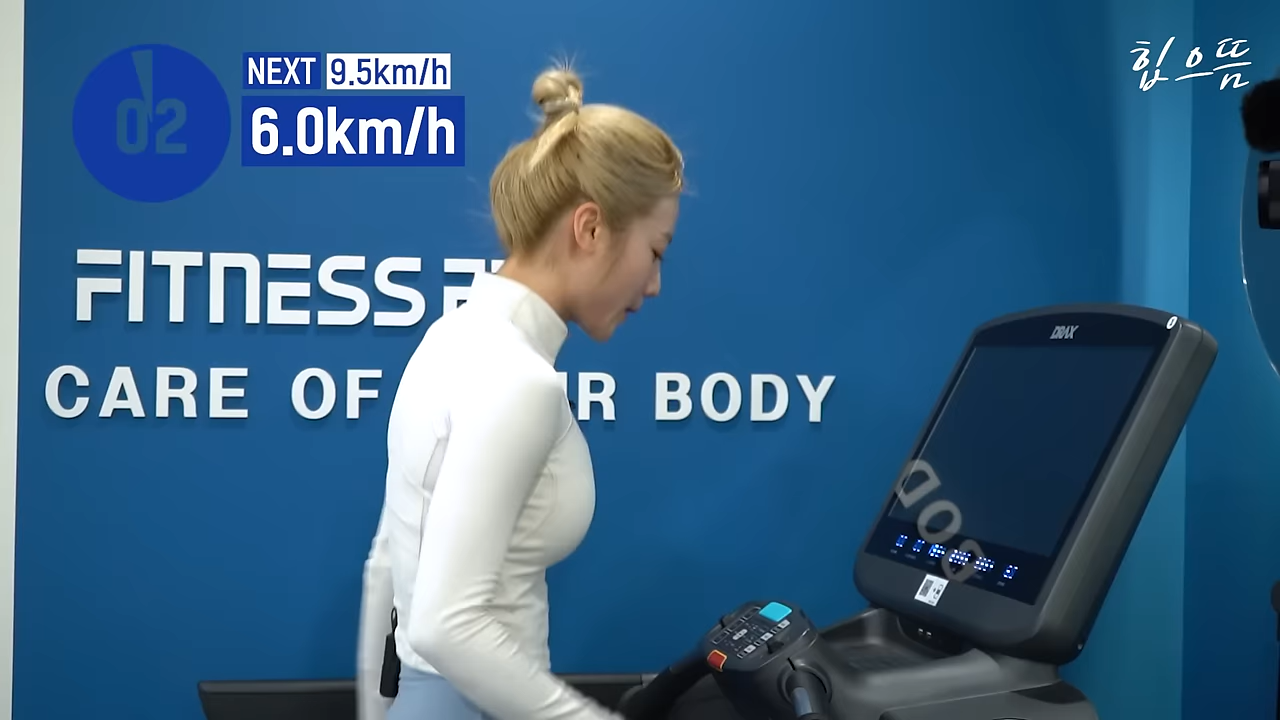 02
NEXT 9.5km/h
6.0km/h
힙으뜸
FITNESS
CARE OF BODY
DRAX